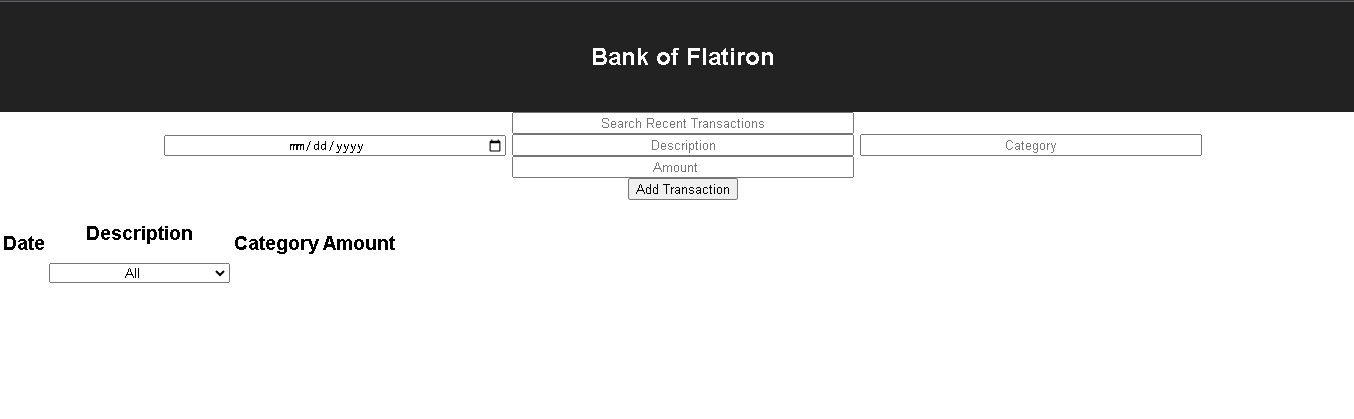 Bank of Flatiron
Search Recent Transactions
mm/dd/yyyy Description Category
Amount
Add Transaction
Date Description Category Amount
All